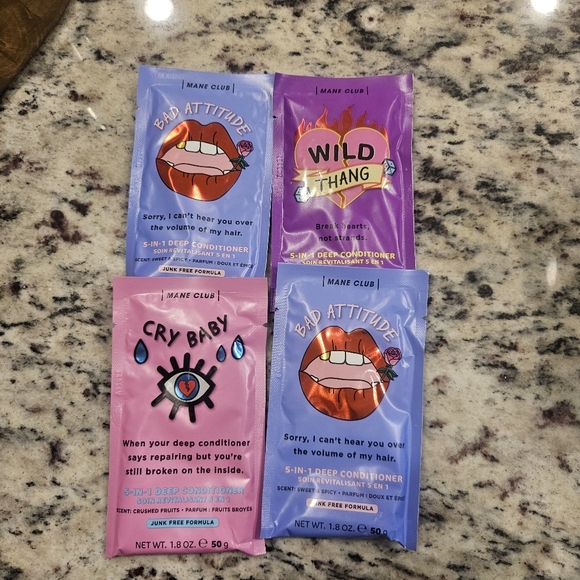 | MANE CLUB |
BAD ATTITUDE
Sorry, I can't hear you over
the volume of my hair.
5-IN-1 DEEP CONDITIONER
SOIN REVITALISANT 5 EN 1
SCENT: SWEET & SPICY • PARFUM : DOUX ET ÉPICÉ
JUNK FREE FORMULA
| MANE CLUB |
WILD
THANG
Break hearts,
not strands.
5-IN-1 DEEP CONDITIONER
SOIN REVITALISANT 5 EN 1
| MANE CLUB |
CRY BABY
When your deep conditioner
says repairing but you're
still broken on the inside.
5-IN-1 DEEP CONDITIONER
SOIN REVITALISANT 5 EN 1
SCENT: CRUSHED FRUITS • PARFUM : FRUITS BROYÉS
JUNK FREE FORMULA
NET WT. 1.8 OZ. ℮ 50 g
| MANE CLUB |
BAD ATTITUDE
Sorry, I can't hear you over
the volume of my hair.
5-IN-1 DEEP CONDITIONER
SOIN REVITALISANT 5 EN 1
SCENT: SWEET & SPICY • PARFUM : DOUX ET ÉPICÉ
JUNK FREE FORMULA
NET WT. 1.8 OZ. ℮ 50 g